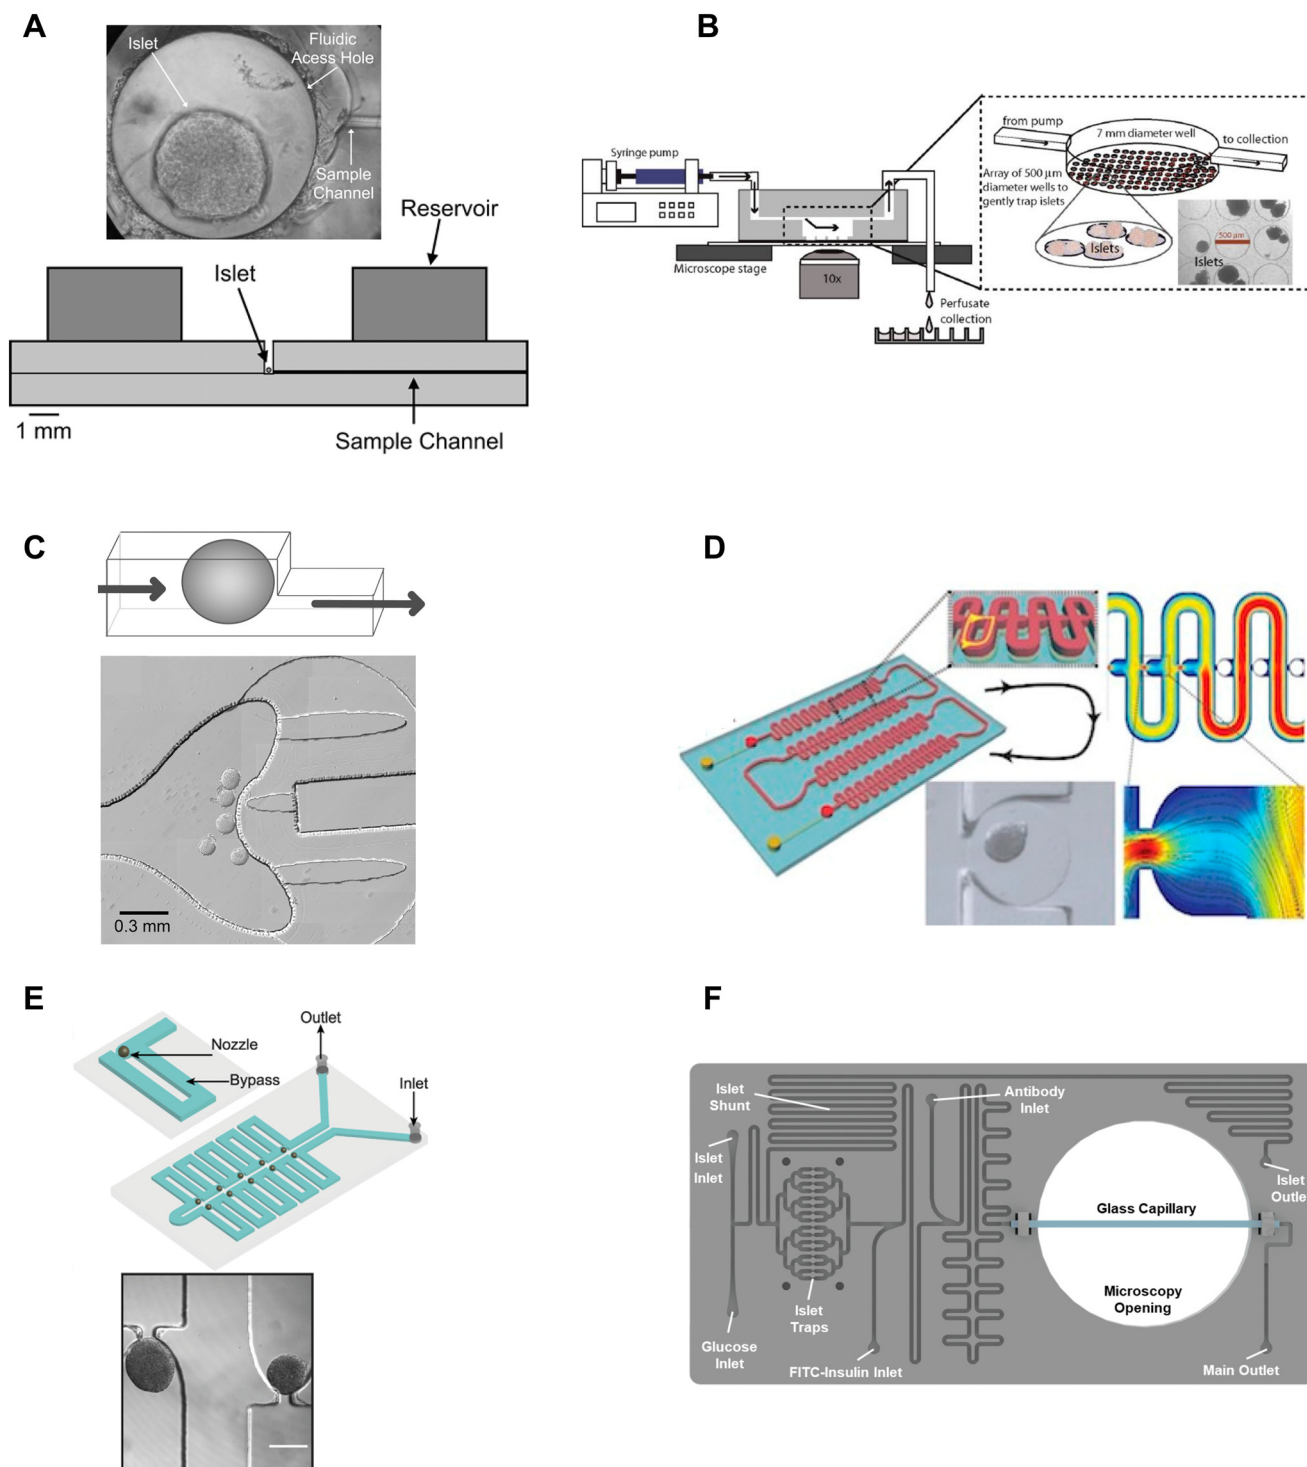 A
Islet
Fluidic
Acess Hole
Sample
Channel
Reservoir
Islet
1 mm
Sample Channel
B
Syringe pump
Microscope stage
10x
Perfusate
collection
from pump
7 mm diameter well
to collection
Array of 500 µm
diameter wells to
gently trap islets
Islets
500 µm
Islets
C
0.3 mm
D
E
Outlet
Nozzle
Bypass
Inlet
F
Islet
Shunt
Antibody
Inlet
Islet
Inlet
Islet
Outlet
Glass Capillary
Microscopy
Opening
Islet
Traps
Glucose
Inlet
FITC-Insulin Inlet
Main Outlet